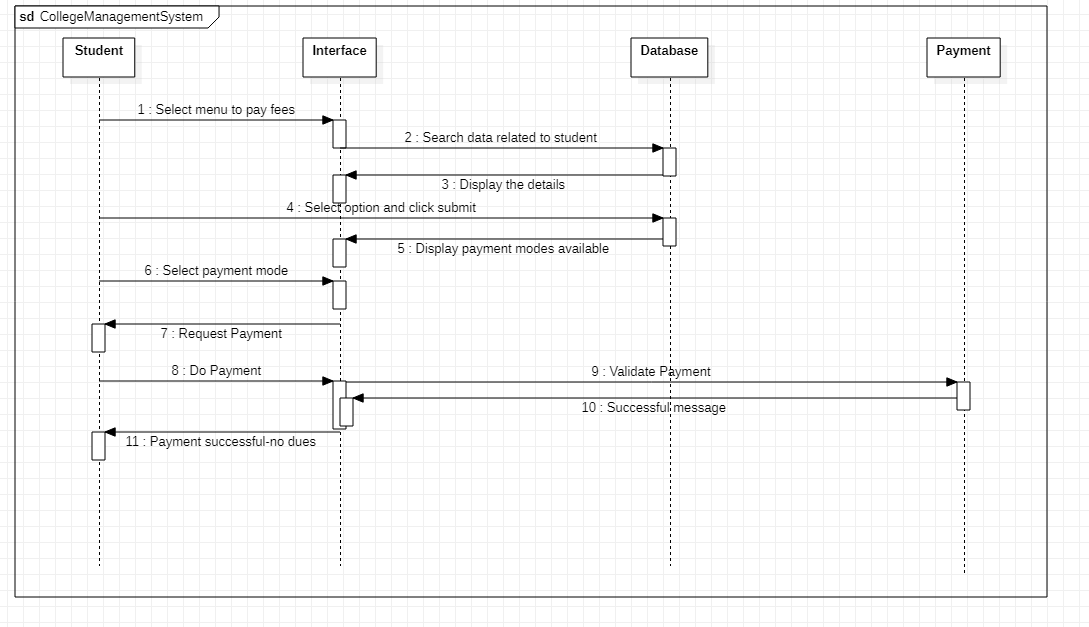 sd CollegeManagementSystem
Student
Interface
Database
Payment
1 : Select menu to pay fees
2 : Search data related to student
3 : Display the details
4 : Select option and click submit
5 : Display payment modes available
6 : Select payment mode
7 : Request Payment
8 : Do Payment
9 : Validate Payment
10 : Successful message
11 : Payment successful-no dues